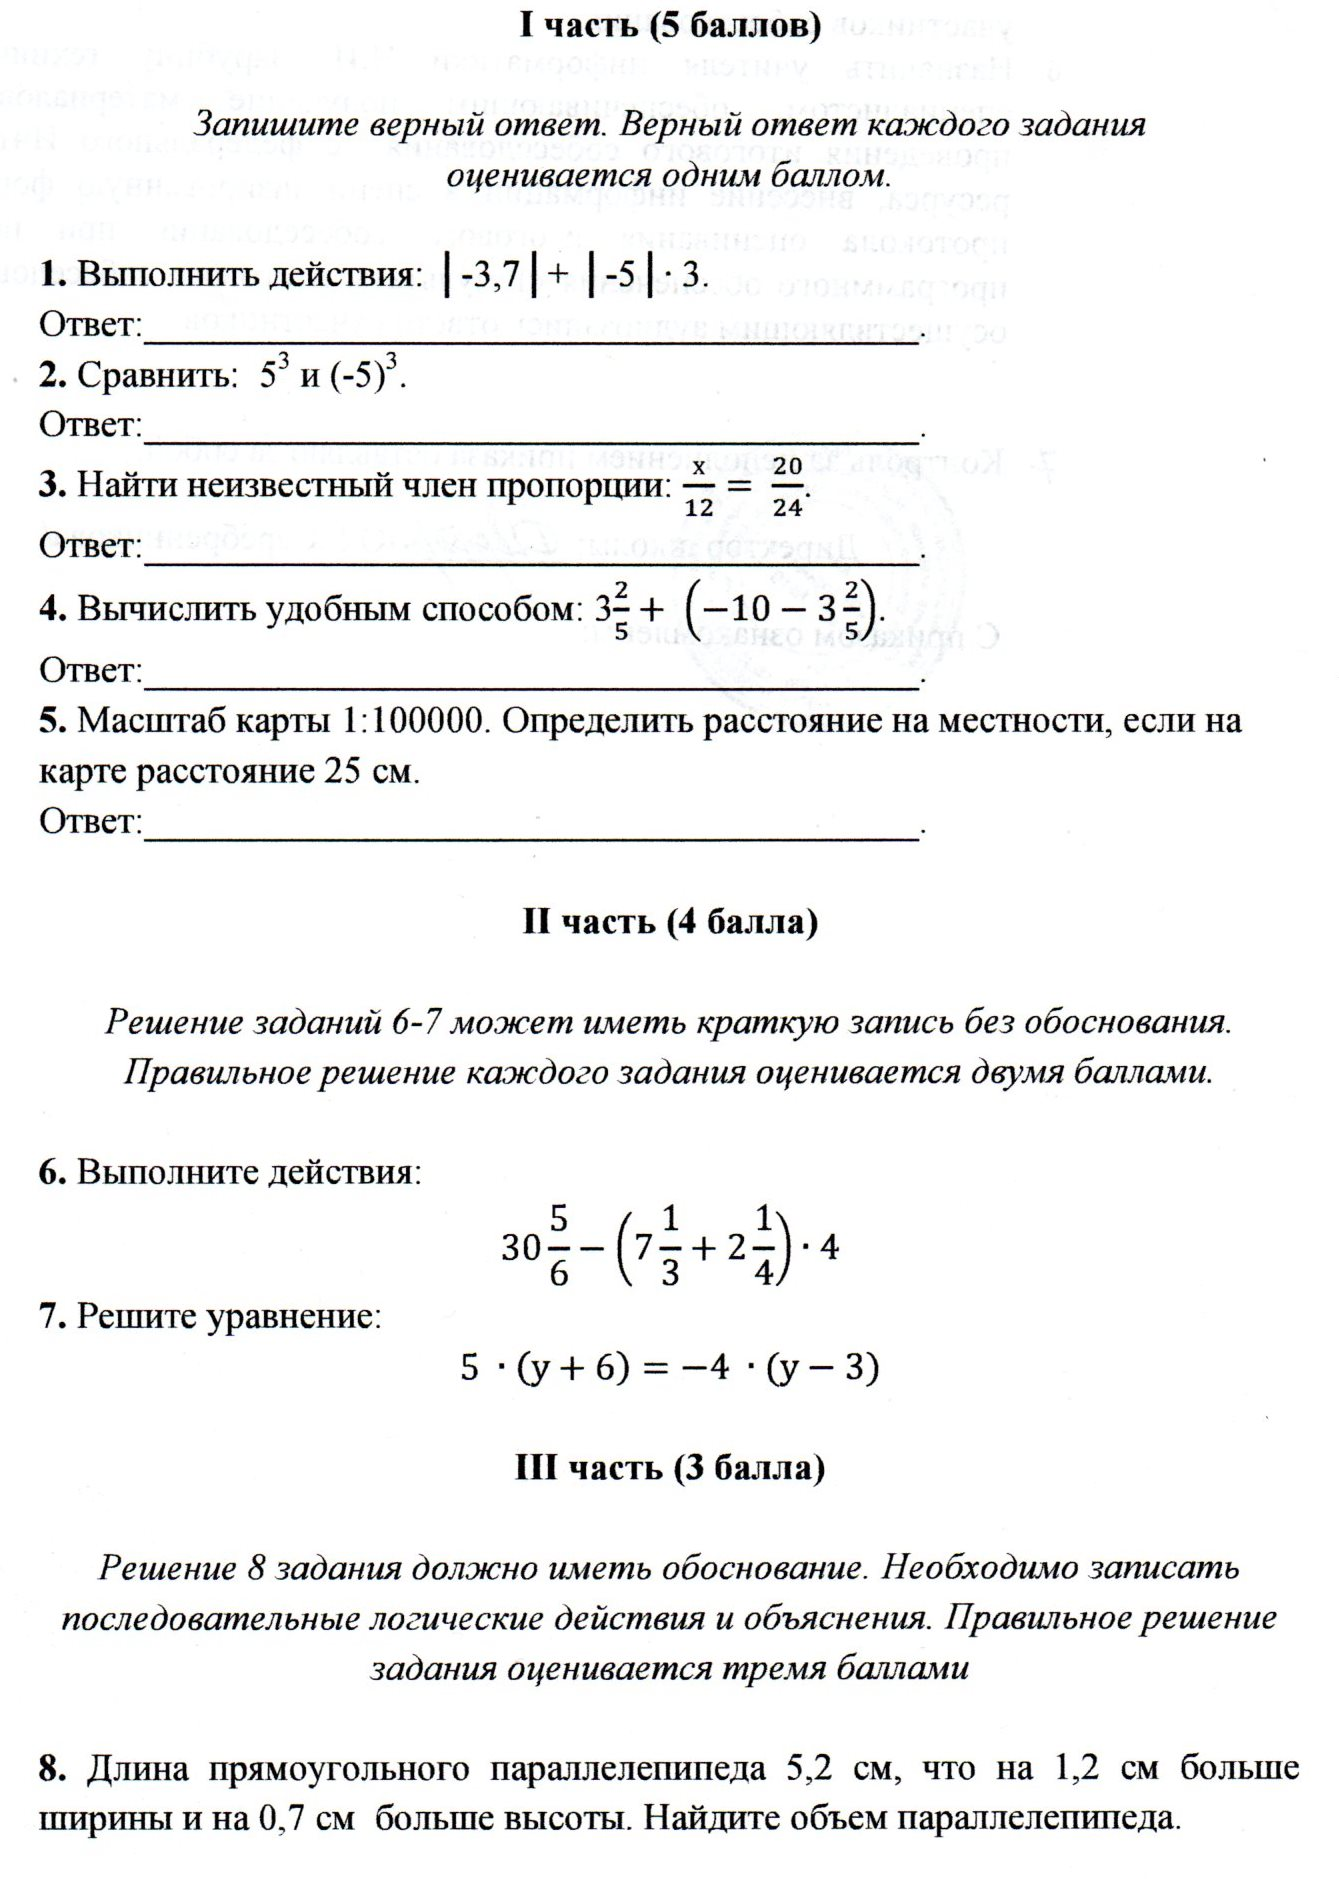 I часть (5 баллов)
Запишите верный ответ. Верный ответ каждого задания
оценивается одним баллом.
1. Выполнить действия: |-3,7| + |-5| · 3.
Ответ:________________________________________.
2. Сравнить: 5³ и (-5)³.
Ответ:________________________________________.
3. Найти неизвестный член пропорции: x/12 = 20/24.
Ответ:________________________________________.
4. Вычислить удобным способом: 3 2/5 + (−10 − 3 2/5).
Ответ:________________________________________.
5. Масштаб карты 1:100000. Определить расстояние на местности, если на
карте расстояние 25 см.
Ответ:________________________________________.
II часть (4 балла)
Решение заданий 6-7 может иметь краткую запись без обоснования.
Правильное решение каждого задания оценивается двумя баллами.
6. Выполните действия:
30 5/6 − (7 1/3 + 2 1/4) · 4
7. Решите уравнение:
5 · (y + 6) = −4 · (y − 3)
III часть (3 балла)
Решение 8 задания должно иметь обоснование. Необходимо записать
последовательные логические действия и объяснения. Правильное решение
задания оценивается тремя баллами
8. Длина прямоугольного параллелепипеда 5,2 см, что на 1,2 см больше
ширины и на 0,7 см больше высоты. Найдите объем параллелепипеда.